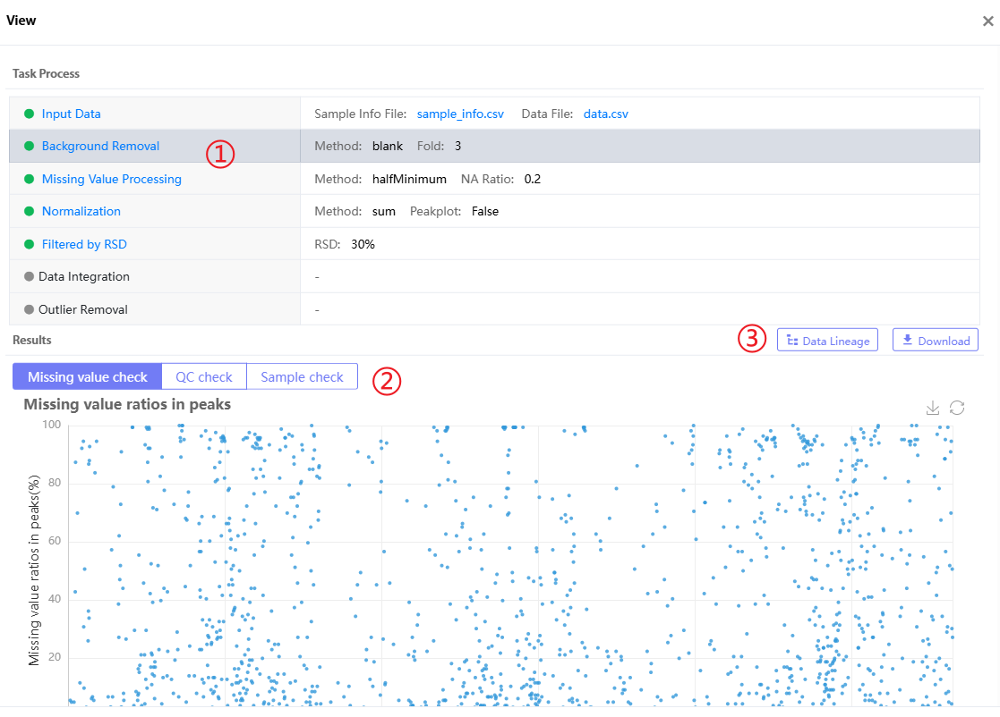 View
Task Process
Input Data Sample Info File: sample_info.csv Data File: data.csv
Background Removal ① Method: blank Fold: 3
Missing Value Processing Method: halfMinimum NA Ratio: 0.2
Normalization Method: sum Peakplot: False
Filtered by RSD RSD: 30%
Data Integration -
Outlier Removal -
Results ③ Data Lineage Download
Missing value check QC check Sample check ②
Missing value ratios in peaks
Missing value ratios in peaks(%)
100
80
60
40
20